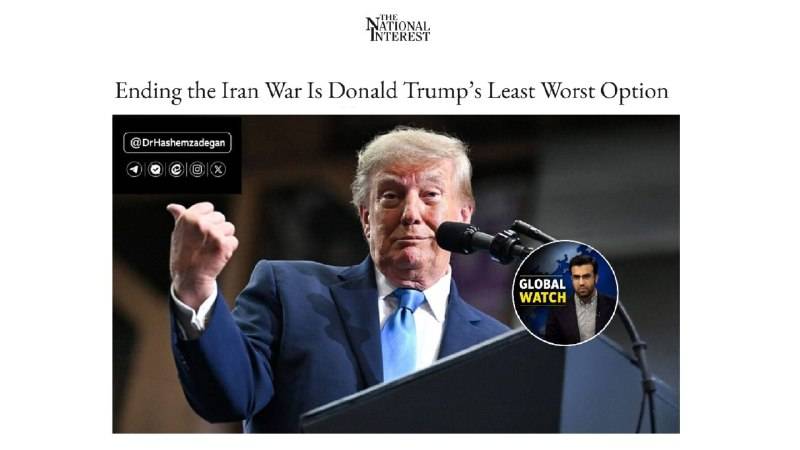 THE
NATIONAL
INTEREST
Ending the Iran War Is Donald Trump’s Least Worst Option
@DrHashemzadegan
GLOBAL
WATCH